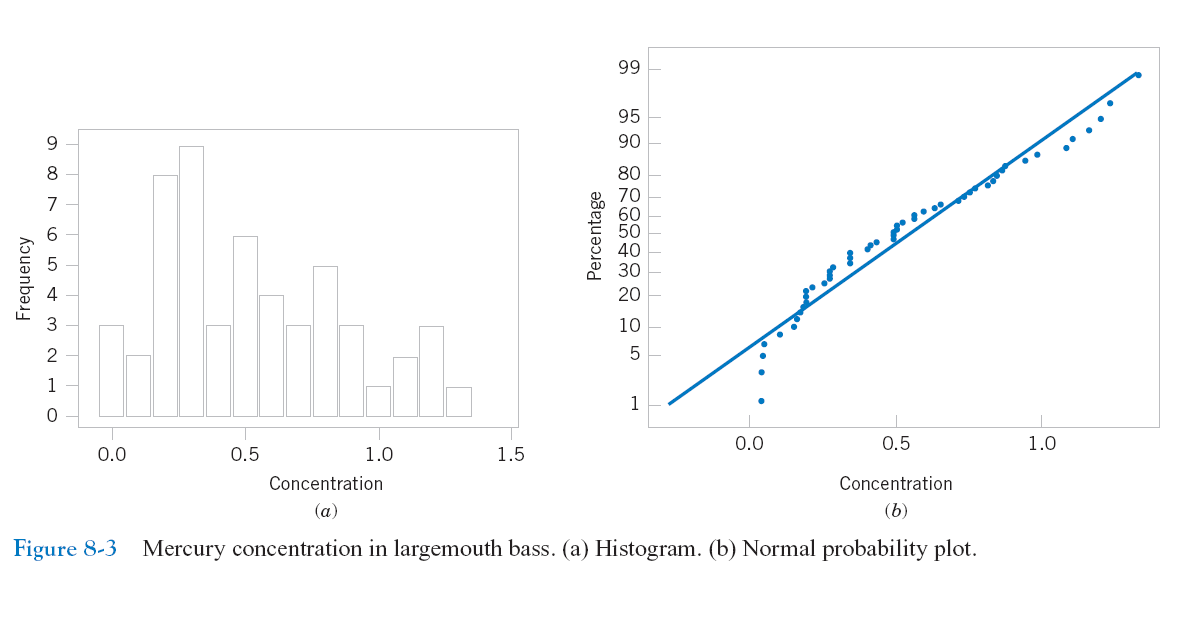 9
8
7
6
5
4
3
2
1
0
Frequency
0.0 0.5 1.0 1.5
Concentration
(a)
99
95
90
80
70
60
50
40
30
20
10
5
1
Percentage
0.0 0.5 1.0
Concentration
(b)
Figure 8-3 Mercury concentration in largemouth bass. (a) Histogram. (b) Normal probability plot.